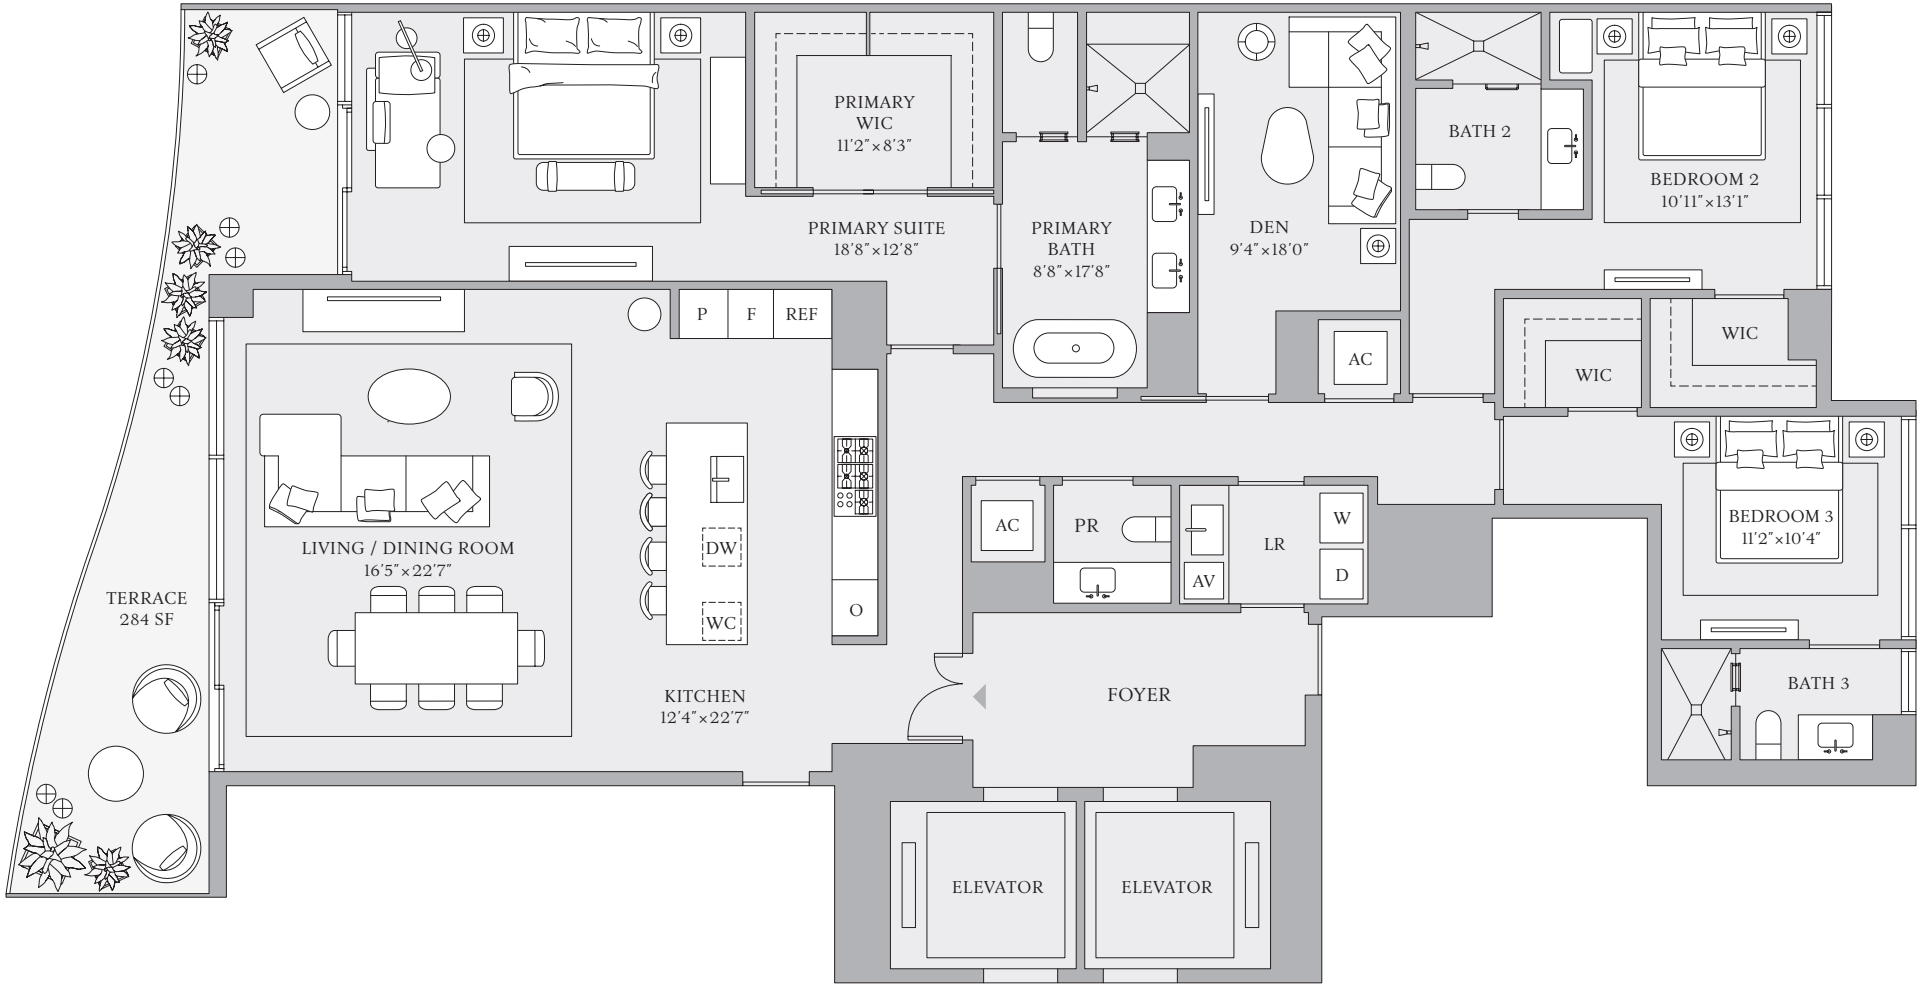 PRIMARY
WIC
11'2"×8'3"
PRIMARY SUITE
18'8"×12'8"
PRIMARY
BATH
8'8"×17'8"
DEN
9'4"×18'0"
BATH 2
BEDROOM 2
10'11"×13'1"
P
F
REF
AC
WIC
WIC
LIVING / DINING ROOM
16'5"×22'7"
DW
WC
O
KITCHEN
12'4"×22'7"
TERRACE
284 SF
AC
PR
AV
LR
W
D
BEDROOM 3
11'2"×10'4"
BATH 3
FOYER
ELEVATOR
ELEVATOR